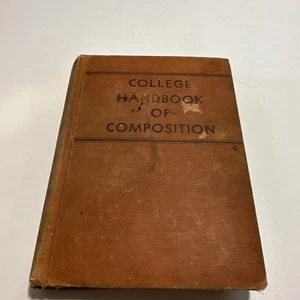 COLLEGE
HANDBOOK
OF
COMPOSITION